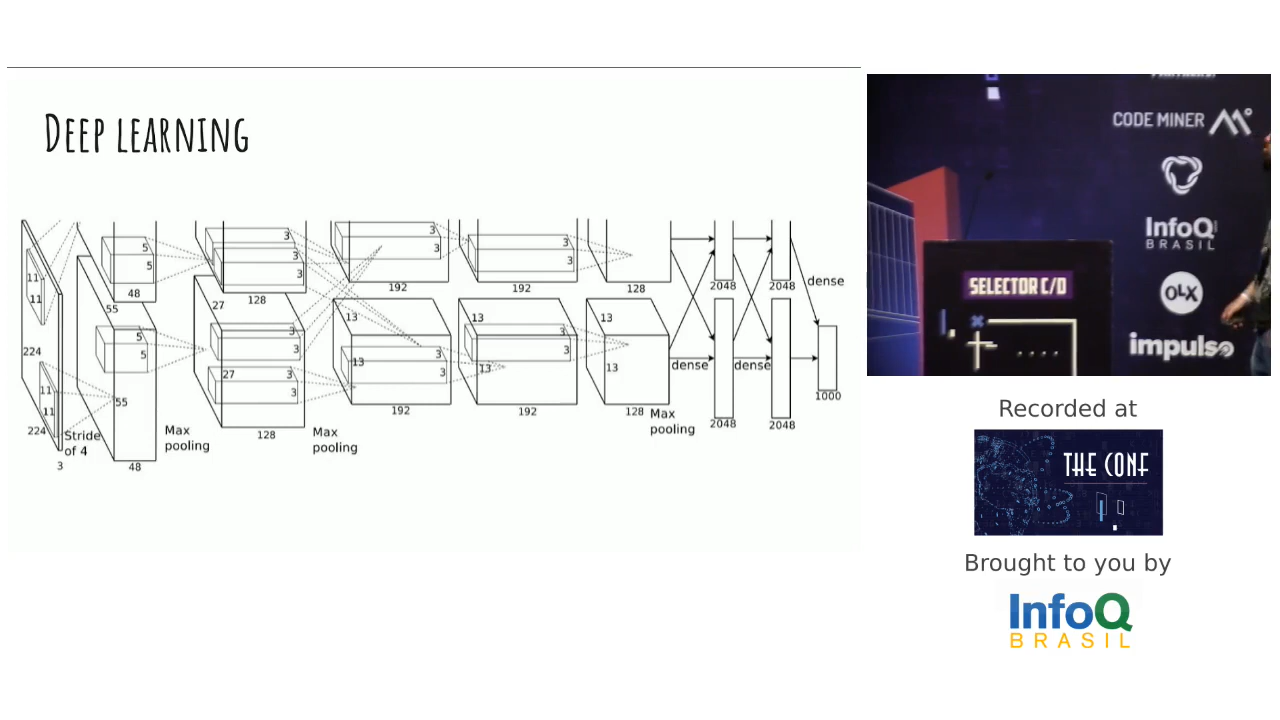 DEEP LEARNING
5
5
48
11
11
55
224
3
3
3
27
128
3
3
192
3
3
192
128
2048
2048
dense
5
5
55
11
11
224
Stride
of 4
3
48
Max
pooling
3
3
27
3
3
128
Max
pooling
13
13
3
3
192
13
13
3
3
192
13
13
128
Max
pooling
dense
dense
2048
2048
1000
CODE MINER
InfoQ
BRASIL
SELECTOR C/D
OLX
impulso
Recorded at
THE CONF
Brought to you by
InfoQ
BRASIL